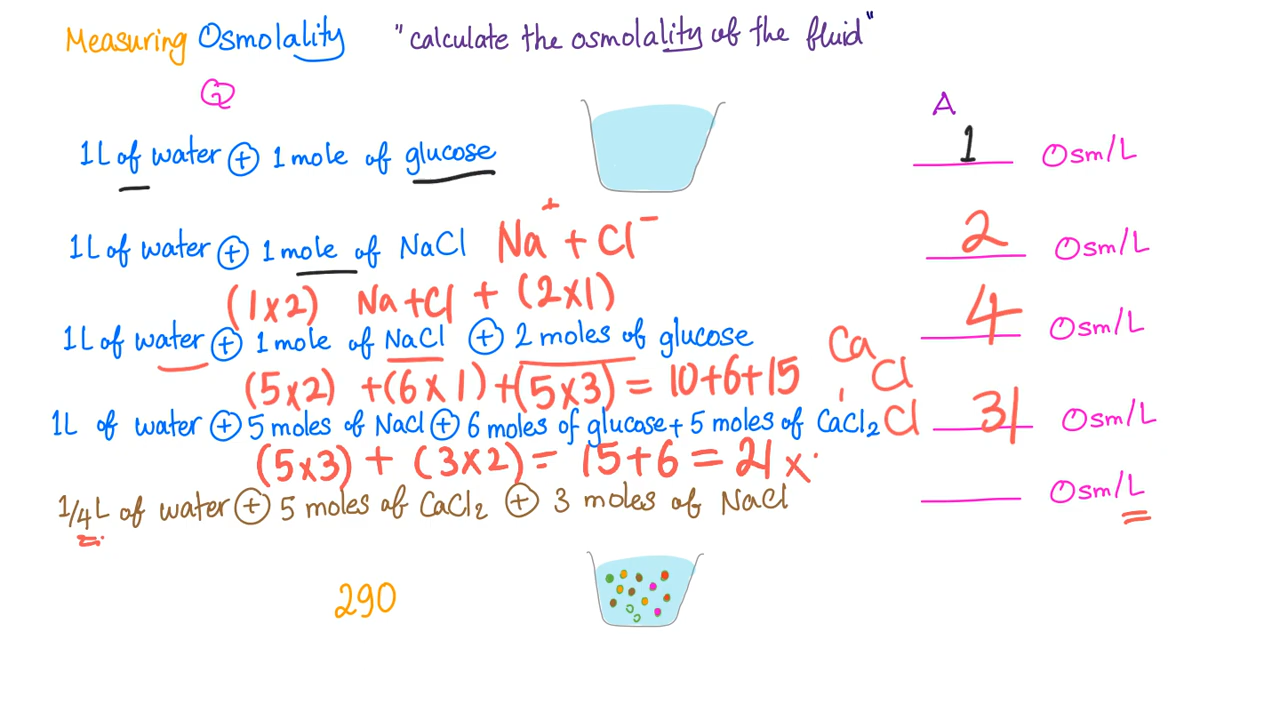 Measuring Osmolality "calculate the osmolality of the fluid"
Q A
1L of water + 1 mole of glucose 1 Osm/L
1L of water + 1 mole of NaCl Na⁺ + Cl⁻ 2 Osm/L
(1x2) Na+Cl + (2x1)
1L of water + 1 mole of NaCl + 2 moles of glucose 4 Osm/L
(5x2) +(6x1)+(5x3) = 10+6+15 Ca Cl
1L of water + 5 moles of NaCl + 6 moles of glucose + 5 moles of CaCl₂ Cl 31 Osm/L
(5x3) + (3x2) = 15+6 = 21 x
1/4 L of water + 5 moles of CaCl₂ + 3 moles of NaCl Osm/L
290